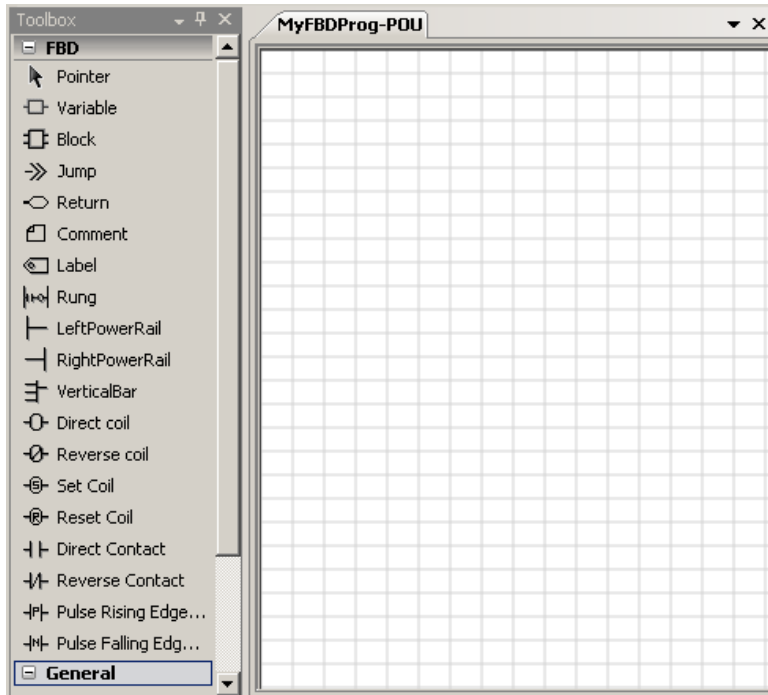 Toolbox
MyFBDProg-POU
FBD
Pointer
Variable
Block
Jump
Return
Comment
Label
Rung
LeftPowerRail
RightPowerRail
VerticalBar
Direct coil
Reverse coil
Set Coil
Reset Coil
Direct Contact
Reverse Contact
Pulse Rising Edge...
Pulse Falling Edg...
General